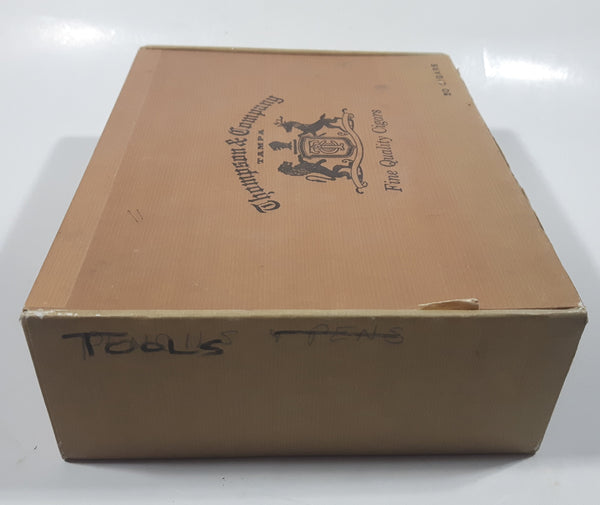 Thompson & Company
TAMPA
Fine Quality Cigars
50 CIGARS
TOOLS
PENS